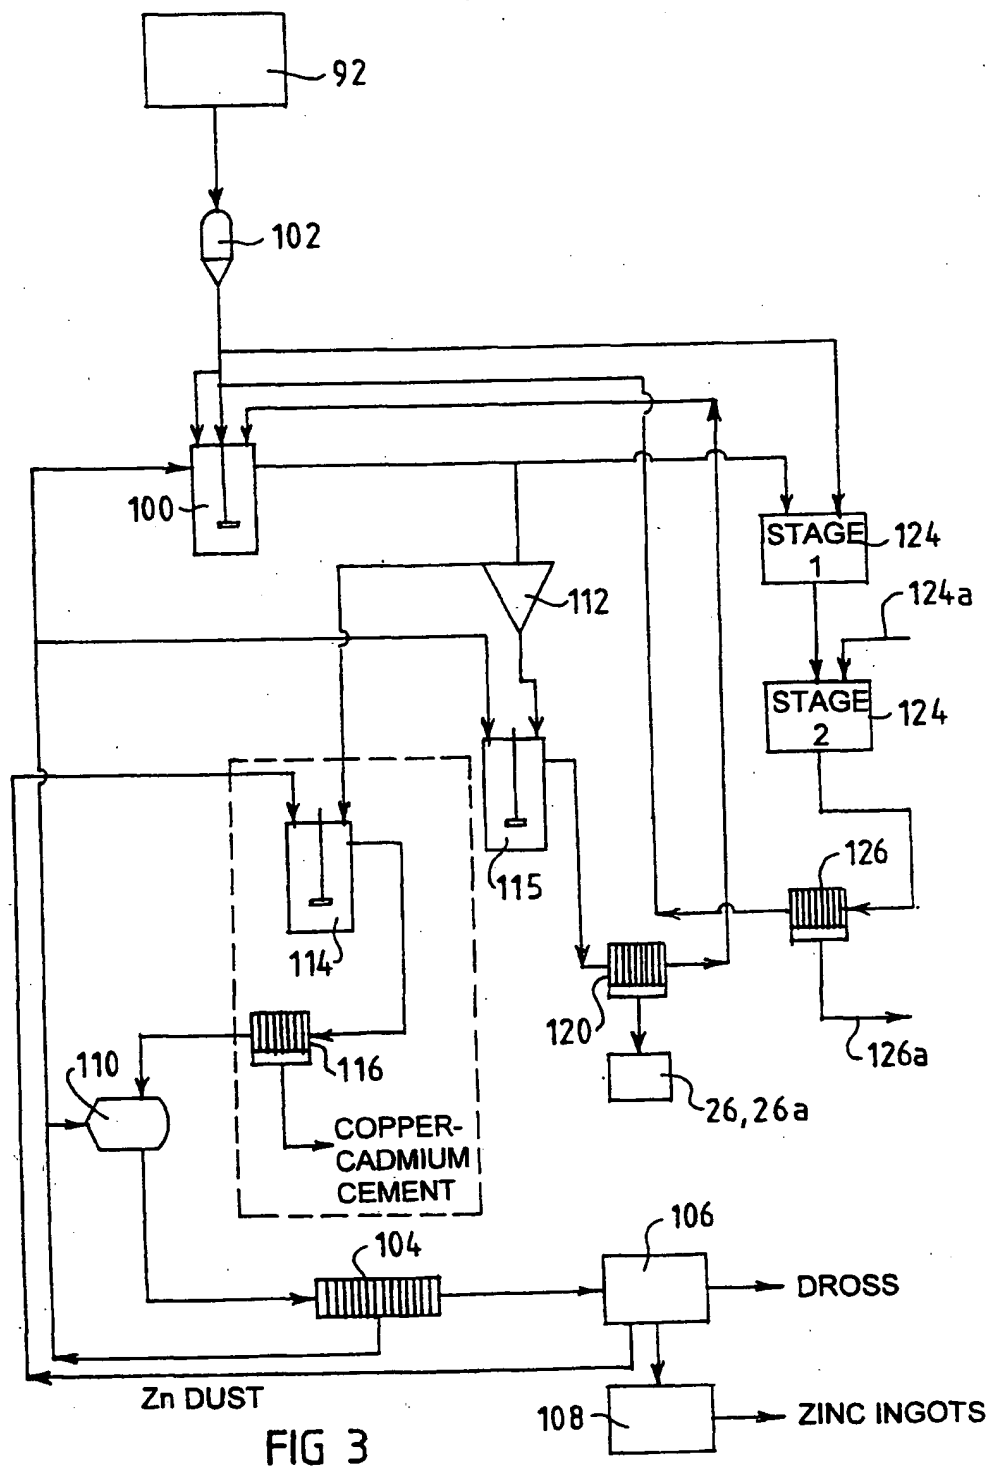 92
102
100
STAGE
1
124
112
124a
STAGE
2
124
115
126
114
120
116
110
126a
26, 26a
COPPER-
CADMIUM
CEMENT
104
106
DROSS
Zn DUST
108
ZINC INGOTS
FIG 3